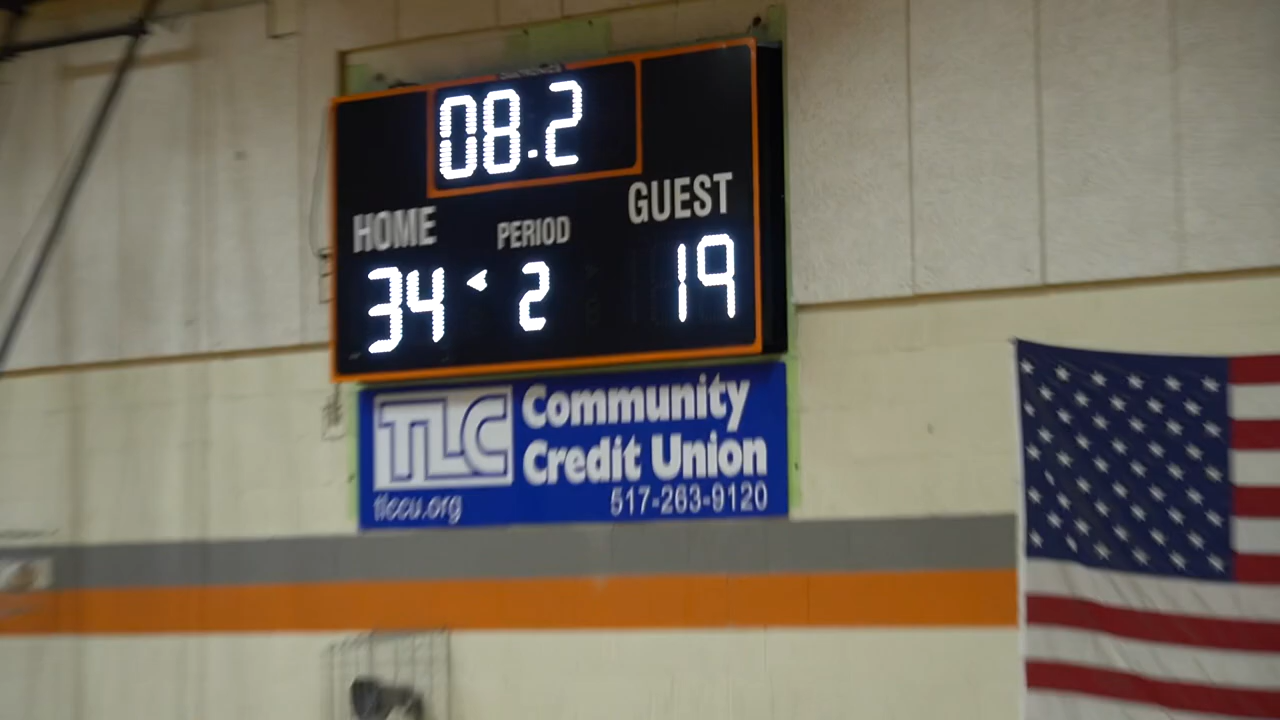 08.2
HOME PERIOD GUEST
34 2 19
TLC Community
Credit Union
tlccu.org 517-263-9120